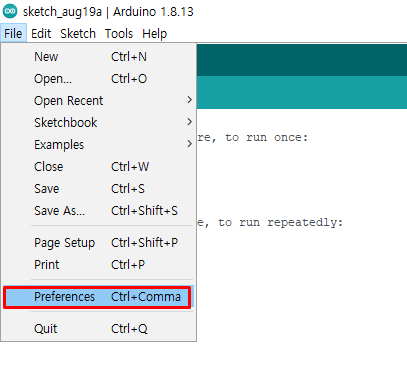 sketch_aug19a | Arduino 1.8.13
File Edit Sketch Tools Help
New Ctrl+N
Open... Ctrl+O
Open Recent
Sketchbook
Examples
re, to run once:
Close Ctrl+W
Save Ctrl+S
Save As... Ctrl+Shift+S
e, to run repeatedly:
Page Setup Ctrl+Shift+P
Print Ctrl+P
Preferences Ctrl+Comma
Quit Ctrl+Q